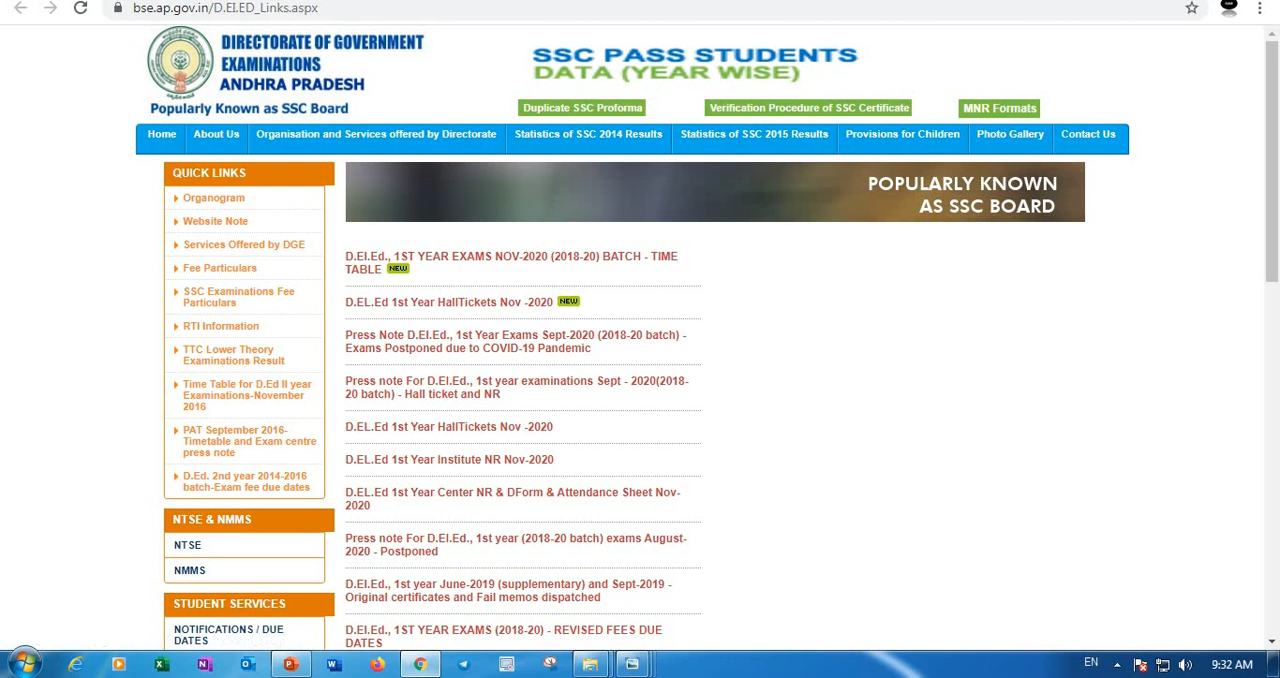 bse.ap.gov.in/D.El.ED_Links.aspx
DIRECTORATE OF GOVERNMENT
EXAMINATIONS
ANDHRA PRADESH
Popularly Known as SSC Board
SSC PASS STUDENTS
DATA (YEAR WISE)
Duplicate SSC Proforma
Verification Procedure of SSC Certificate
MNR Formats
Home
About Us
Organisation and Services offered by Directorate
Statistics of SSC 2014 Results
Statistics of SSC 2015 Results
Provisions for Children
Photo Gallery
Contact Us
QUICK LINKS
Organogram
Website Note
Services Offered by DGE
Fee Particulars
SSC Examinations Fee
Particulars
RTI Information
TTC Lower Theory
Examinations Result
Time Table for D.Ed II year
Examinations-November
2016
PAT September 2016-
Timetable and Exam centre
press note
D.Ed. 2nd year 2014-2016
batch-Exam fee due dates
NTSE & NMMS
NTSE
NMMS
STUDENT SERVICES
NOTIFICATIONS / DUE
DATES
POPULARLY KNOWN
AS SSC BOARD
D.El.Ed., 1ST YEAR EXAMS NOV-2020 (2018-20) BATCH - TIME
TABLE NEW
D.EL.Ed 1st Year HallTickets Nov -2020 NEW
Press Note D.El.Ed., 1st Year Exams Sept-2020 (2018-20 batch) -
Exams Postponed due to COVID-19 Pandemic
Press note For D.El.Ed., 1st year examinations Sept - 2020(2018-
20 batch) - Hall ticket and NR
D.EL.Ed 1st Year HallTickets Nov -2020
D.EL.Ed 1st Year Institute NR Nov-2020
D.EL.Ed 1st Year Center NR & DForm & Attendance Sheet Nov-
2020
Press note For D.El.Ed., 1st year (2018-20 batch) exams August-
2020 - Postponed
D.El.Ed., 1st year June-2019 (supplementary) and Sept-2019 -
Original certificates and Fail memos dispatched
D.El.Ed., 1ST YEAR EXAMS (2018-20) - REVISED FEES DUE
DATES
EN
9:32 AM